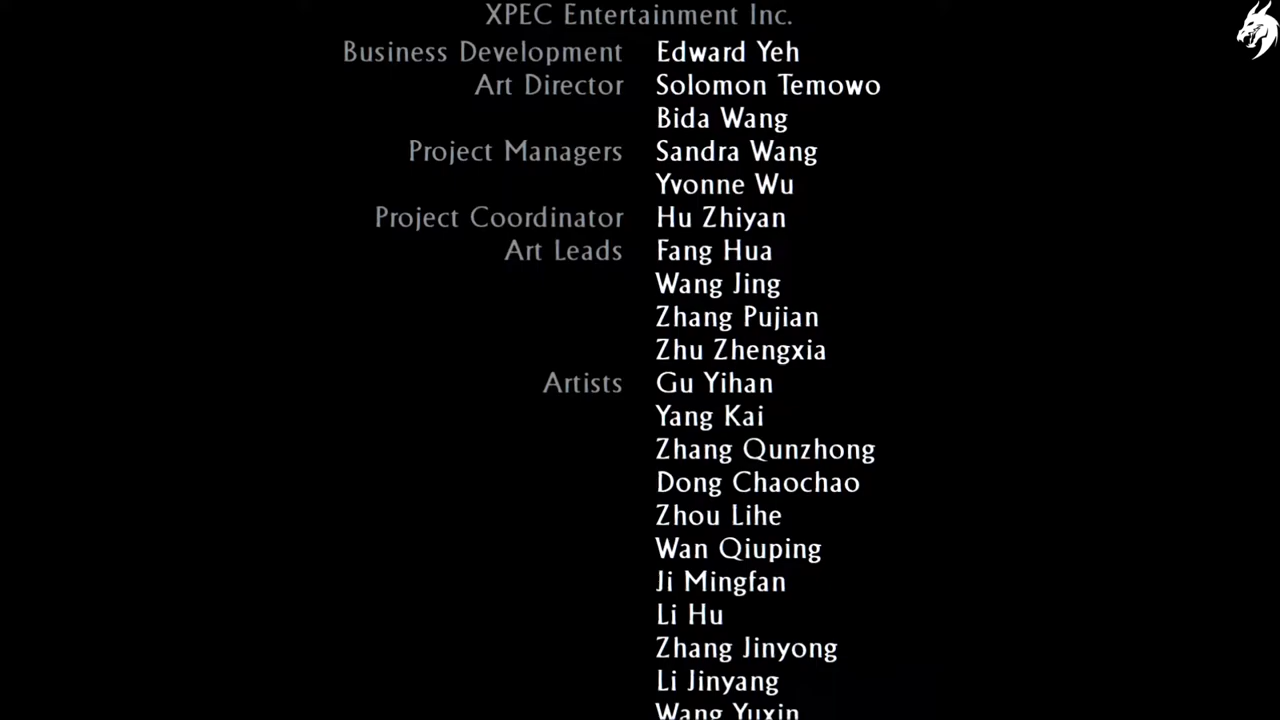 XPEC Entertainment Inc.
Business Development Edward Yeh
Art Director Solomon Temowo
Bida Wang
Project Managers Sandra Wang
Yvonne Wu
Project Coordinator Hu Zhiyan
Art Leads Fang Hua
Wang Jing
Zhang Pujian
Zhu Zhengxia
Artists Gu Yihan
Yang Kai
Zhang Qunzhong
Dong Chaochao
Zhou Lihe
Wan Qiuping
Ji Mingfan
Li Hu
Zhang Jinyong
Li Jinyang
Wang Yuxin